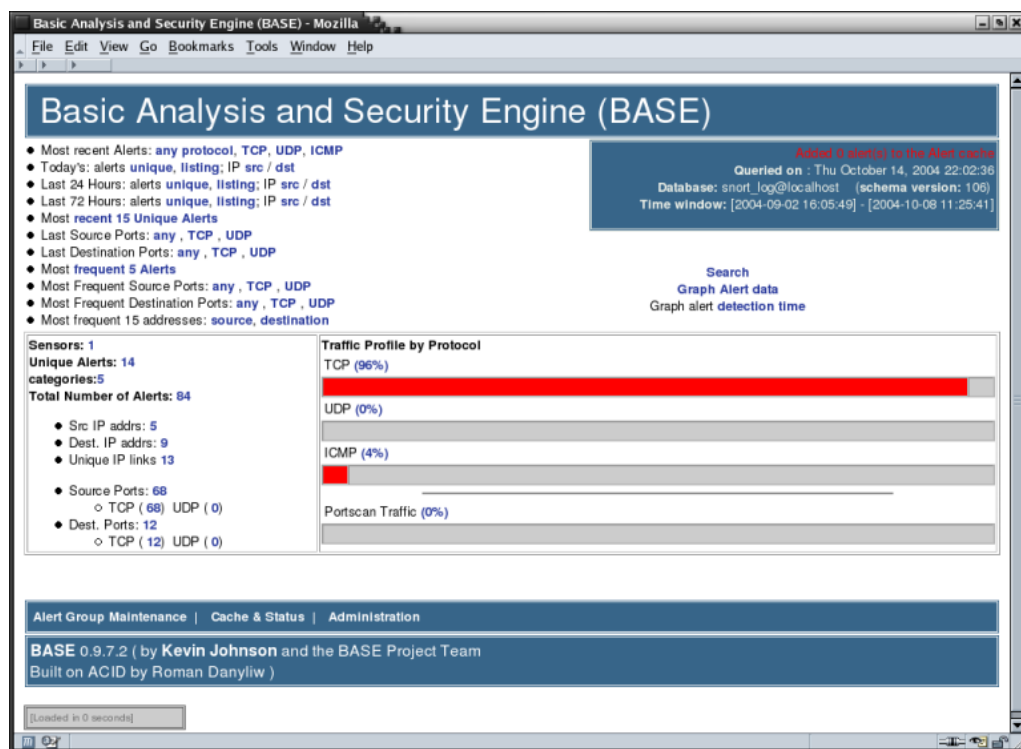 Basic Analysis and Security Engine (BASE) - Mozilla
File Edit View Go Bookmarks Tools Window Help
Basic Analysis and Security Engine (BASE)
Most recent Alerts: any protocol, TCP, UDP, ICMP
Today's: alerts unique, listing; IP src / dst
Last 24 Hours: alerts unique, listing; IP src / dst
Last 72 Hours: alerts unique, listing; IP src / dst
Most recent 15 Unique Alerts
Last Source Ports: any , TCP , UDP
Last Destination Ports: any , TCP , UDP
Most frequent 5 Alerts
Most Frequent Source Ports: any , TCP , UDP
Most Frequent Destination Ports: any , TCP , UDP
Most frequent 15 addresses: source, destination
Added 0 alert(s) to the Alert cache
Queried on : Thu October 14, 2004 22:02:36
Database: snort_log@localhost (schema version: 106)
Time window: [2004-09-02 16:05:49] - [2004-10-08 11:25:41]
Search
Graph Alert data
Graph alert detection time
Sensors: 1
Unique Alerts: 14
categories:5
Total Number of Alerts: 84
Src IP addrs: 5
Dest. IP addrs: 9
Unique IP links 13
Source Ports: 68
TCP ( 68) UDP ( 0)
Dest. Ports: 12
TCP ( 12) UDP ( 0)
Traffic Profile by Protocol
TCP (96%)
UDP (0%)
ICMP (4%)
Portscan Traffic (0%)
Alert Group Maintenance | Cache & Status | Administration
BASE 0.9.7.2 ( by Kevin Johnson and the BASE Project Team
Built on ACID by Roman Danyliw )
[Loaded in 0 seconds]